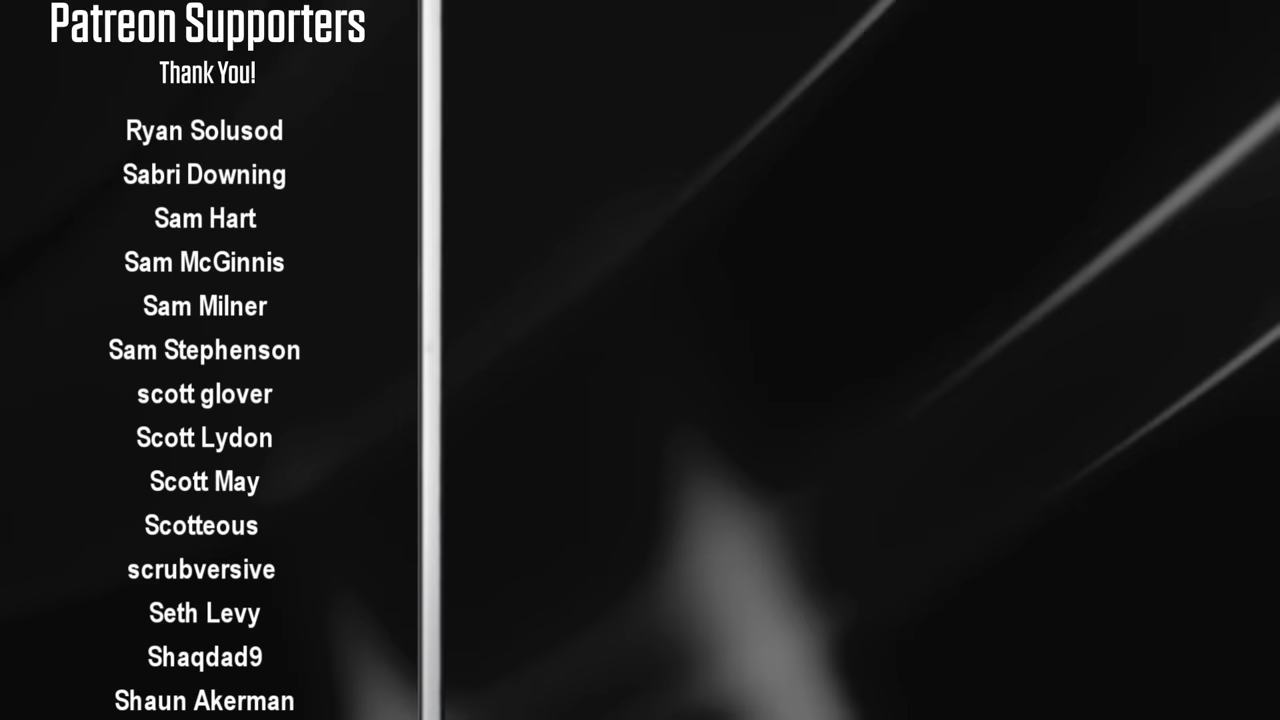 Patreon Supporters
Thank You!
Ryan Solusod
Sabri Downing
Sam Hart
Sam McGinnis
Sam Milner
Sam Stephenson
scott glover
Scott Lydon
Scott May
Scotteous
scrubversive
Seth Levy
Shaqdad9
Shaun Akerman